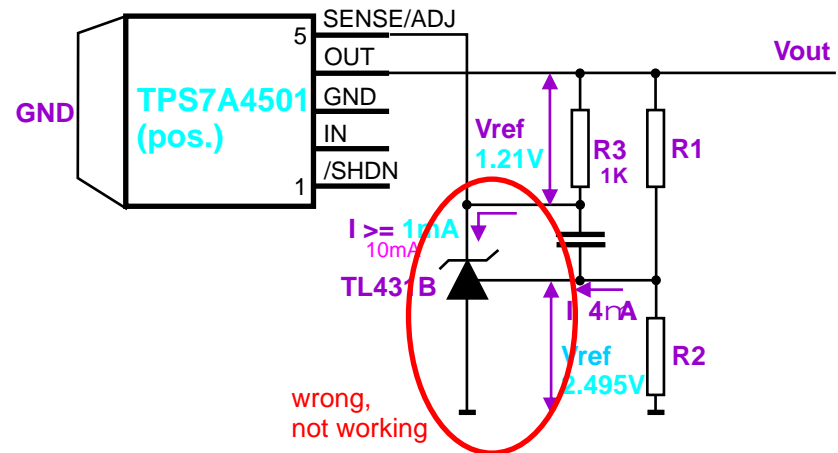 SENSE/ADJ
5
OUT
Vout
TPS7A4501
(pos.)
GND
GND
IN
/SHDN
1
Vref
1.21V
R3
1K
R1
I >= 1mA
10mA
TL431B
I 4mA
Vref
2.495V
R2
wrong,
not working